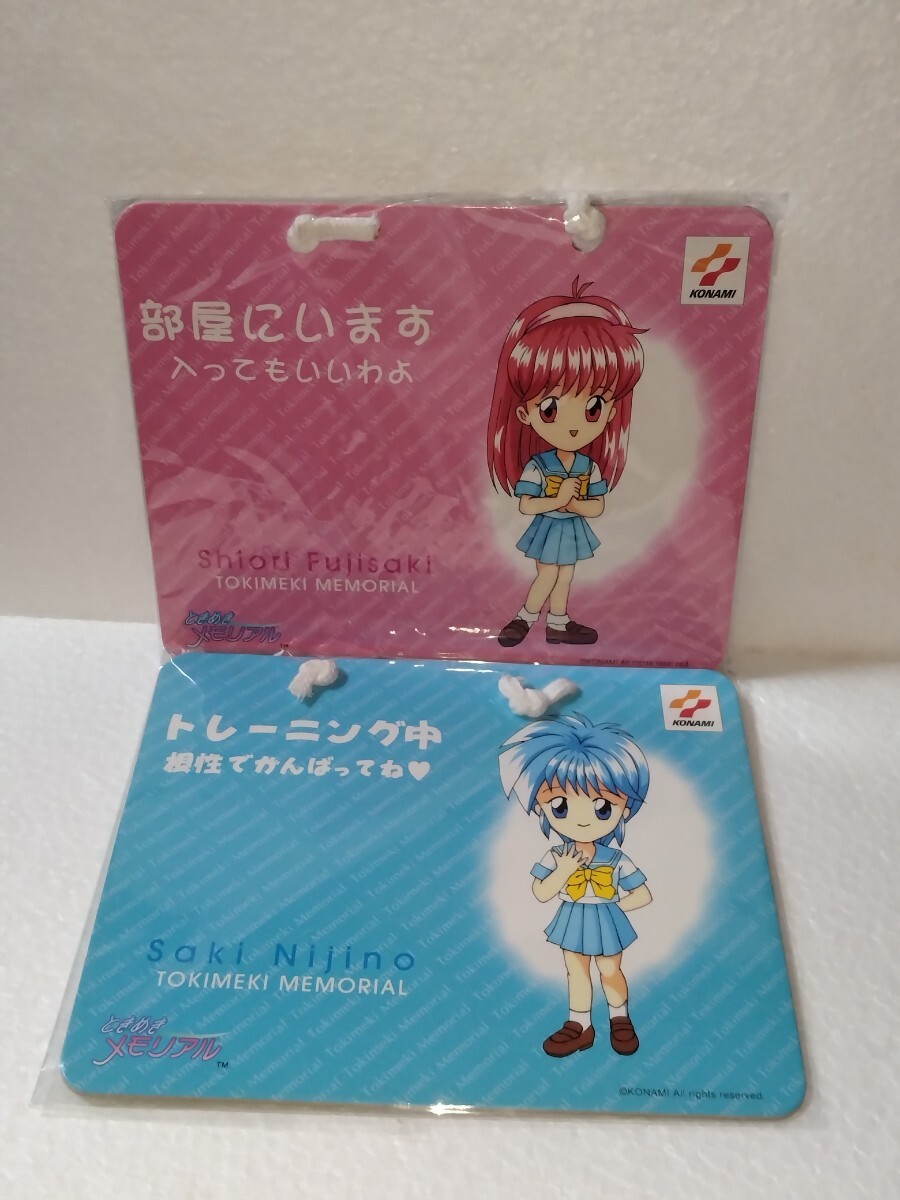 KONAMI
部屋にいます
入ってもいいわよ
Shiori Fujisaki
TOKIMEKI MEMORIAL
ときめき
メモリアル
TM
KONAMI
トレーニング中
根性でがんばってね♥
Saki Nijino
TOKIMEKI MEMORIAL
ときめき
メモリアル
TM
©KONAMI All rights reserved.